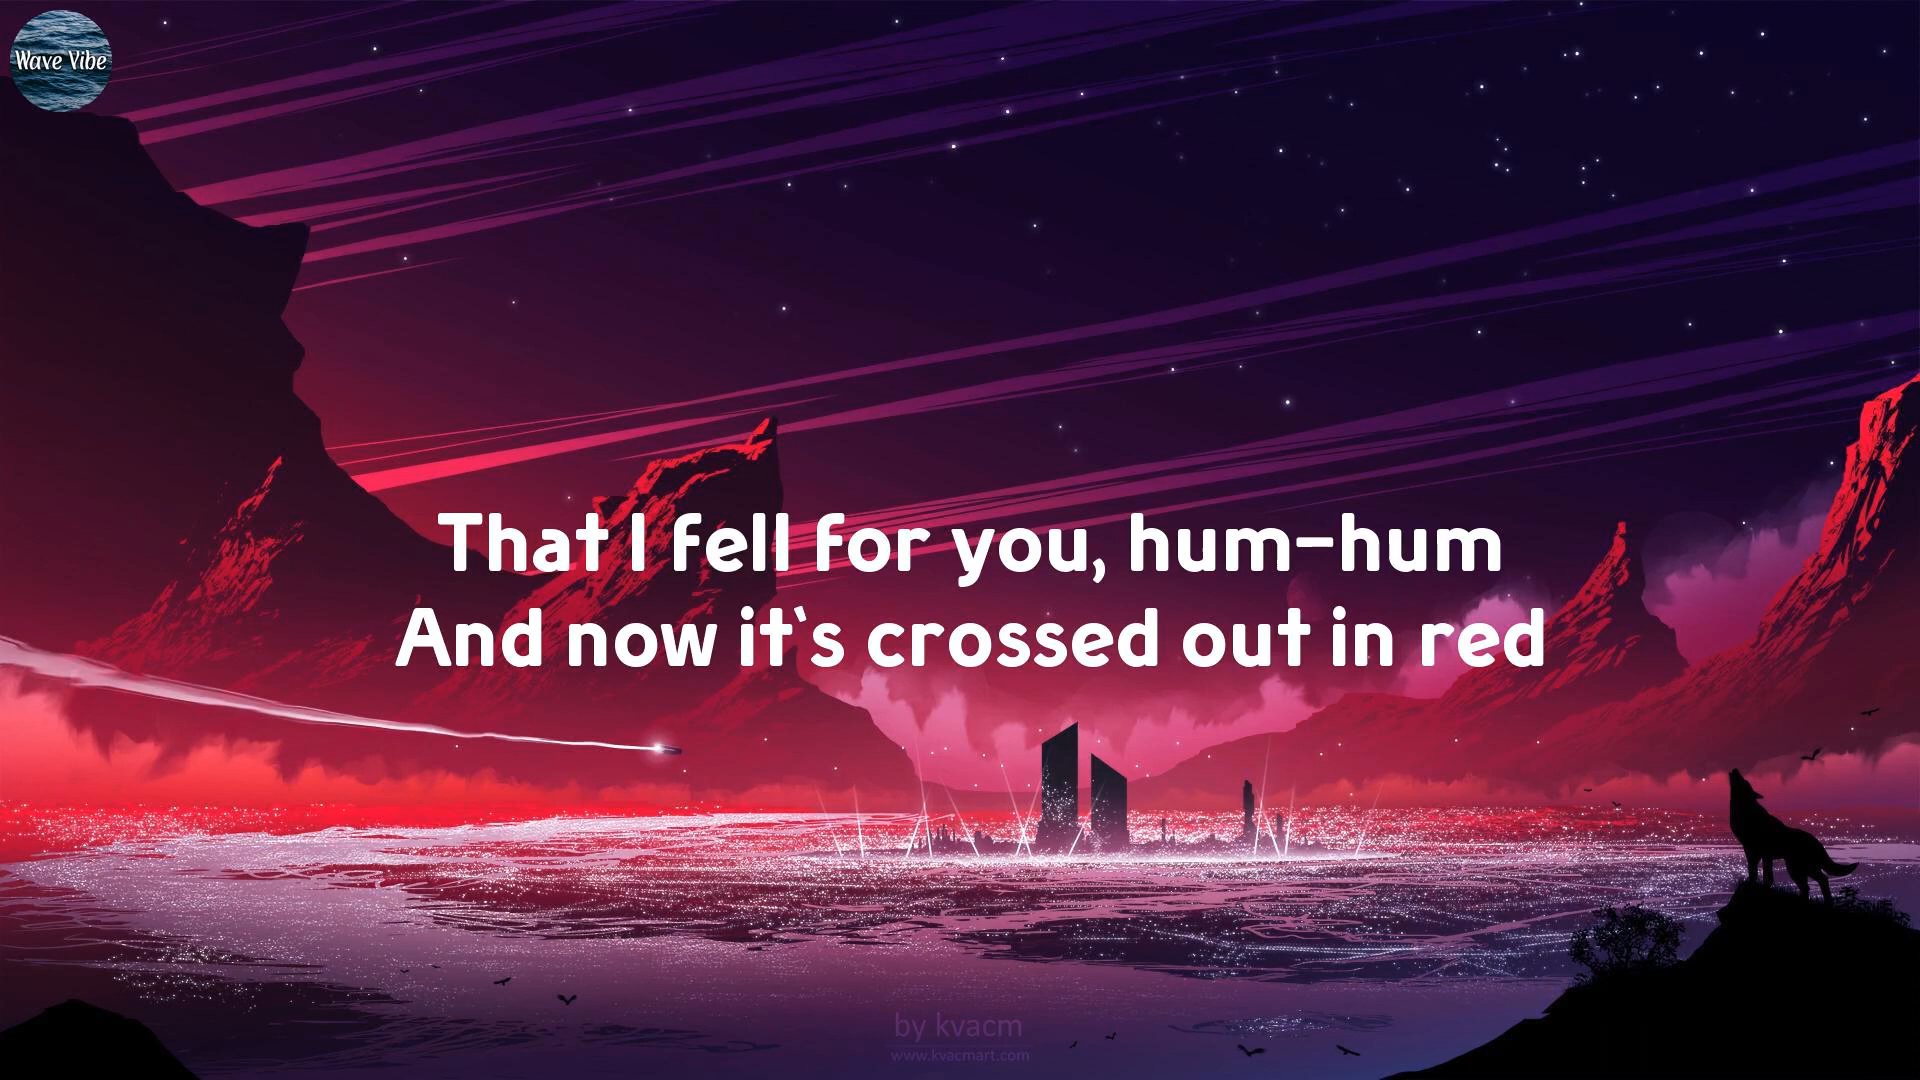 Wave Vibe
That I fell for you, hum-hum
And now it's crossed out in red
by kvacm
www.kvacmart.com